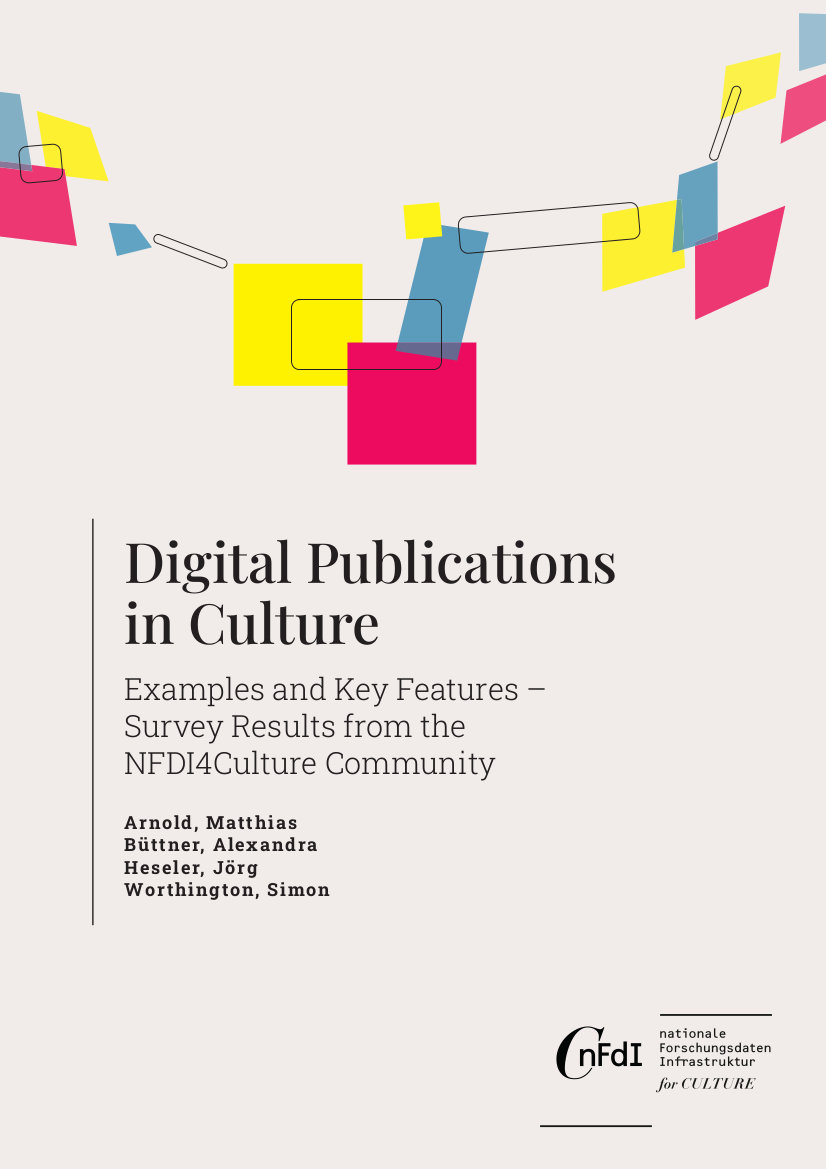 Digital Publications
in Culture
Examples and Key Features –
Survey Results from the
NFDI4Culture Community
Arnold, Matthias
Büttner, Alexandra
Heseler, Jörg
Worthington, Simon
CnFdI
nationale
Forschungsdaten
Infrastruktur
for CULTURE